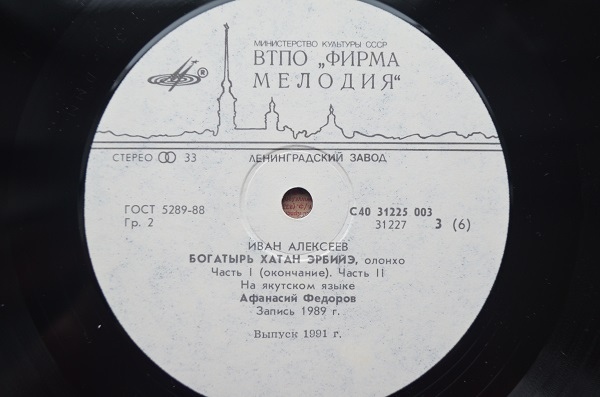 МИНИСТЕРСТВО КУЛЬТУРЫ СССР
ВТПО „ФИРМА
МЕЛОДИЯ“
®
СТЕРЕО 33 ЛЕНИНГРАДСКИЙ ЗАВОД
ГОСТ 5289-88 С40 31225 003
Гр. 2 31227 3 (6)
ИВАН АЛЕКСЕЕВ
БОГАТЫРЬ ХАТАН ЭРБИЙЭ, олонхо
Часть I (окончание). Часть II
На якутском языке
Афанасий Федоров
Запись 1989 г.
Выпуск 1991 г.